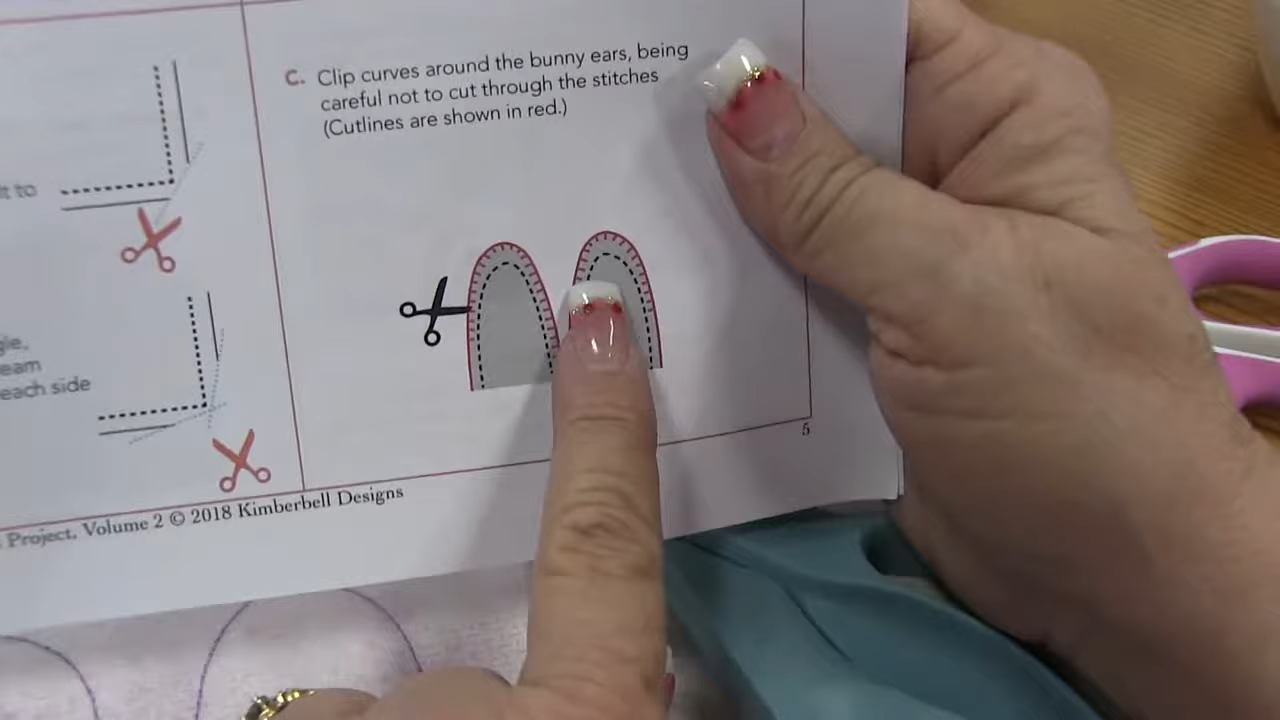 C. Clip curves around the bunny ears, being
careful not to cut through the stitches
(Cutlines are shown in red.)
to
eam
each side
5
Project, Volume 2 © 2018 Kimberbell Designs